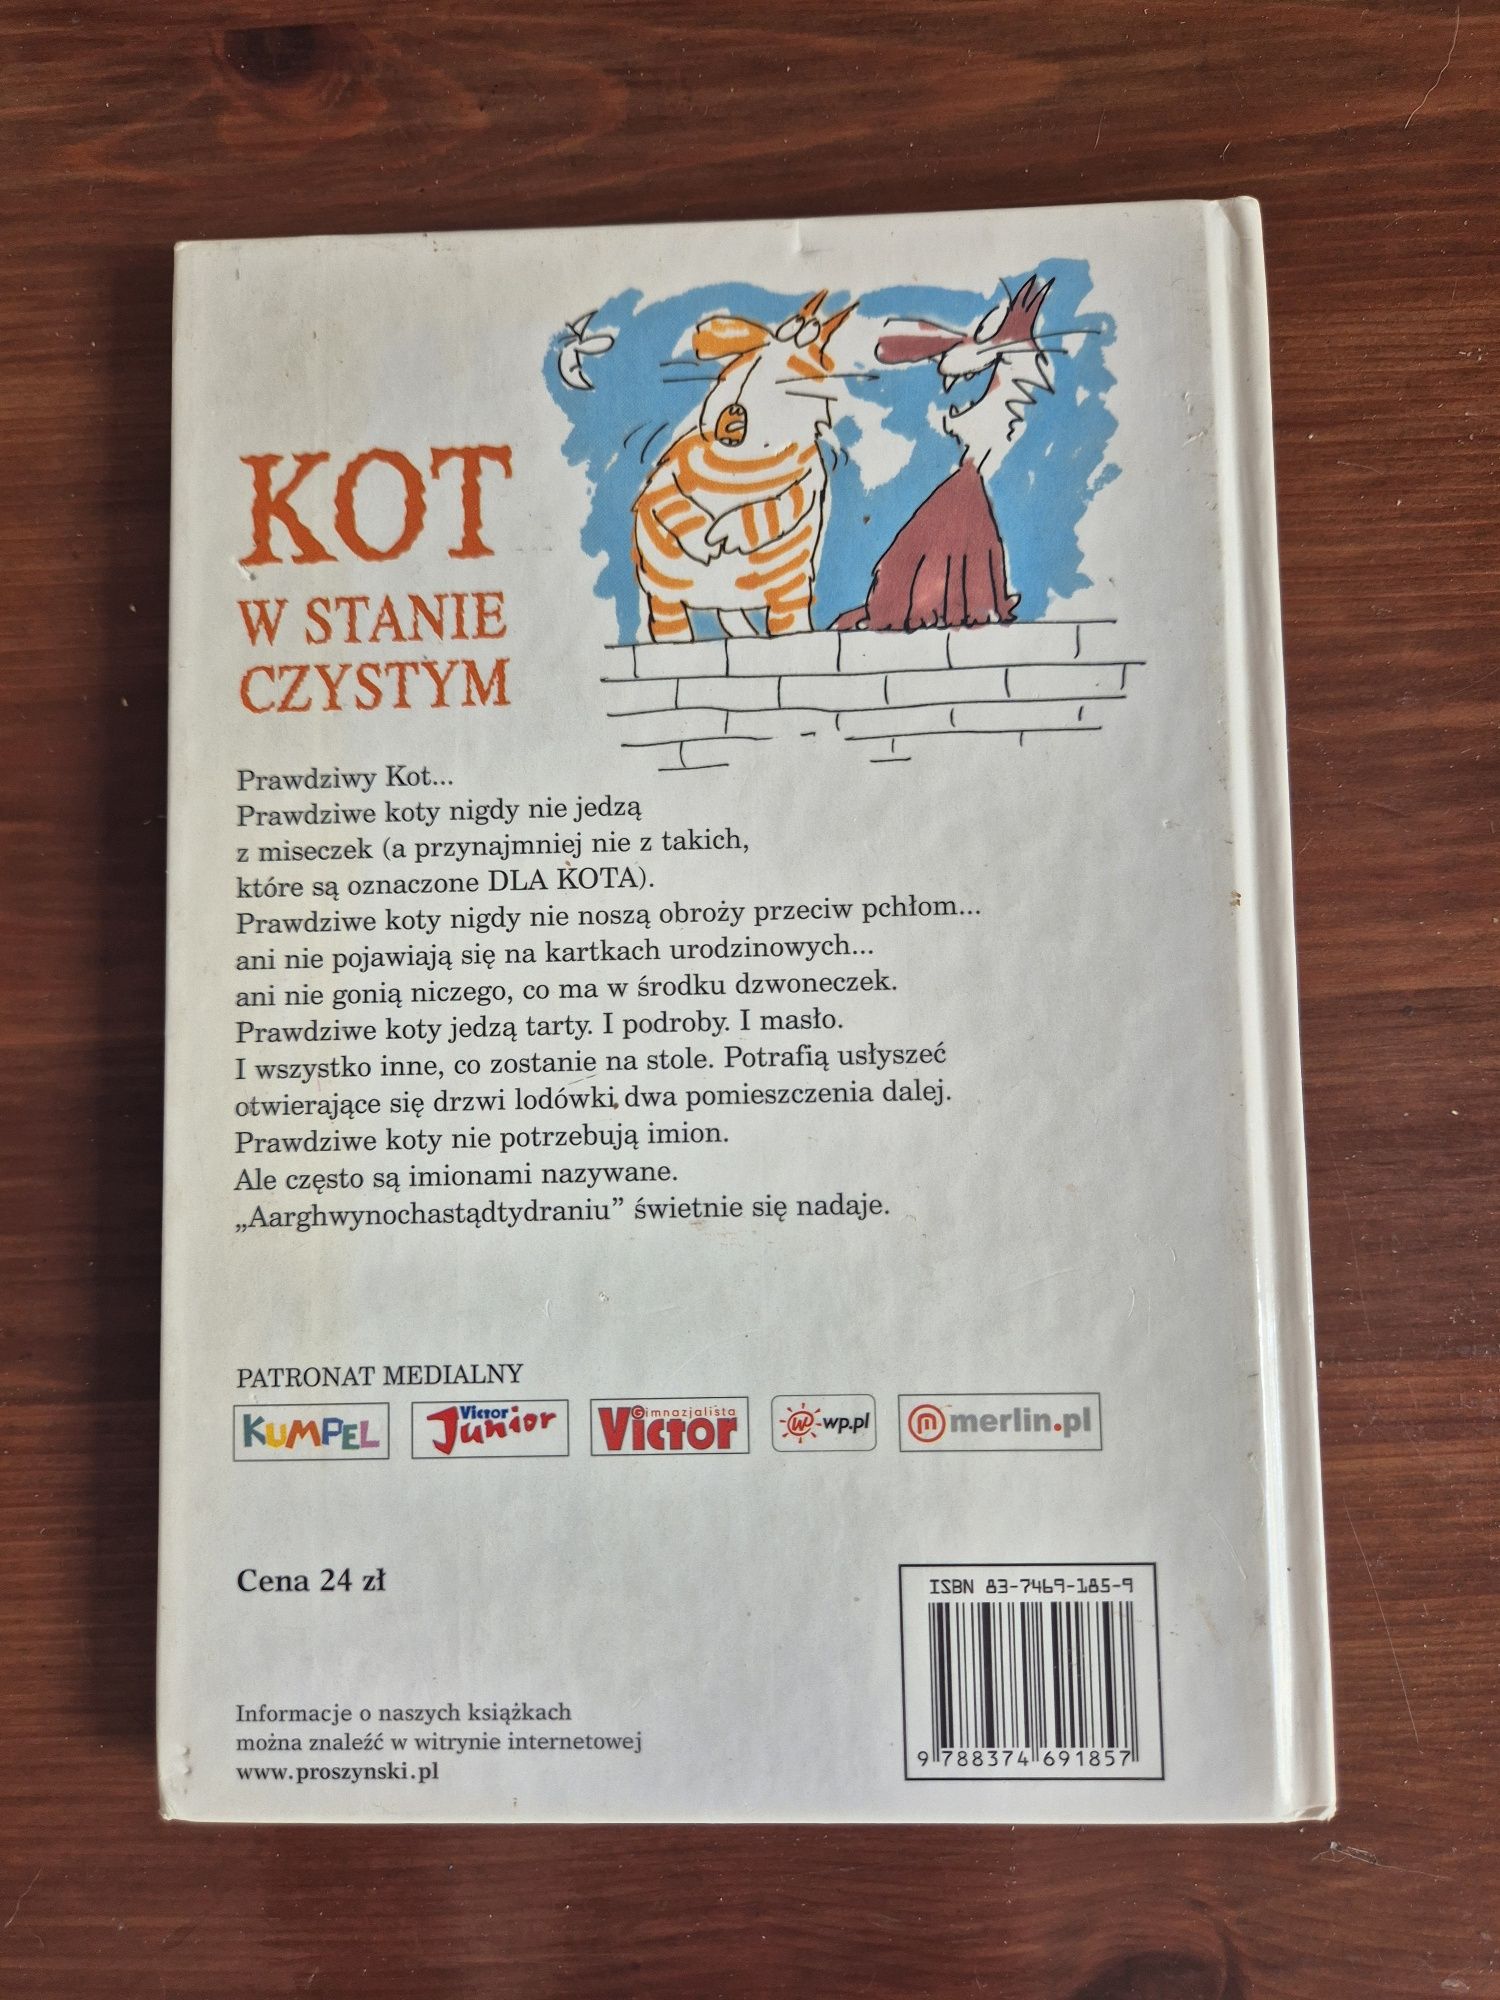 KOT
W STANIE
CZYSTYM
Prawdziwy Kot...
Prawdziwe koty nigdy nie jedzą
z miseczek (a przynajmniej nie z takich,
które są oznaczone DLA KOTA).
Prawdziwe koty nigdy nie noszą obroży przeciw pchłom...
ani nie pojawiają się na kartkach urodzinowych...
ani nie gonią niczego, co ma w środku dzwoneczek.
Prawdziwe koty jedzą tarty. I podroby. I masło.
I wszystko inne, co zostanie na stole. Potrafią usłyszeć
otwierające się drzwi lodówki dwa pomieszczenia dalej.
Prawdziwe koty nie potrzebują imion.
Ale często są imionami nazywane.
„Aarghwynochastądtydraniu” świetnie się nadaje.
PATRONAT MEDIALNY
KUMPEL
Victor Junior
Gimnazjalista Victor
wp.pl
merlin.pl
Cena 24 zł
ISBN 83-7469-185-9
9 788374 691857
Informacje o naszych książkach
można znaleźć w witrynie internetowej
www.proszynski.pl